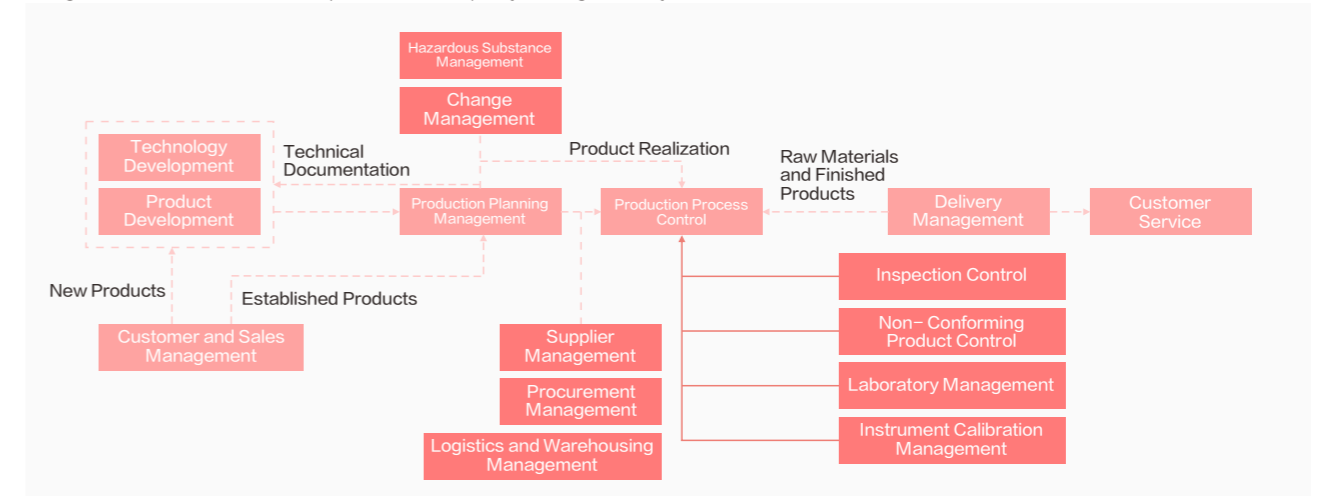 Hazardous Substance
Management
Change
Management
Technology
Development
Technical
Documentation
Product Realization
Raw Materials
and Finished
Products
Product
Development
Production Planning
Management
Production Process
Control
Delivery
Management
Customer
Service
New Products
Established Products
Inspection Control
Customer and Sales
Management
Supplier
Management
Non- Conforming
Product Control
Procurement
Management
Laboratory Management
Logistics and Warehousing
Management
Instrument Calibration
Management